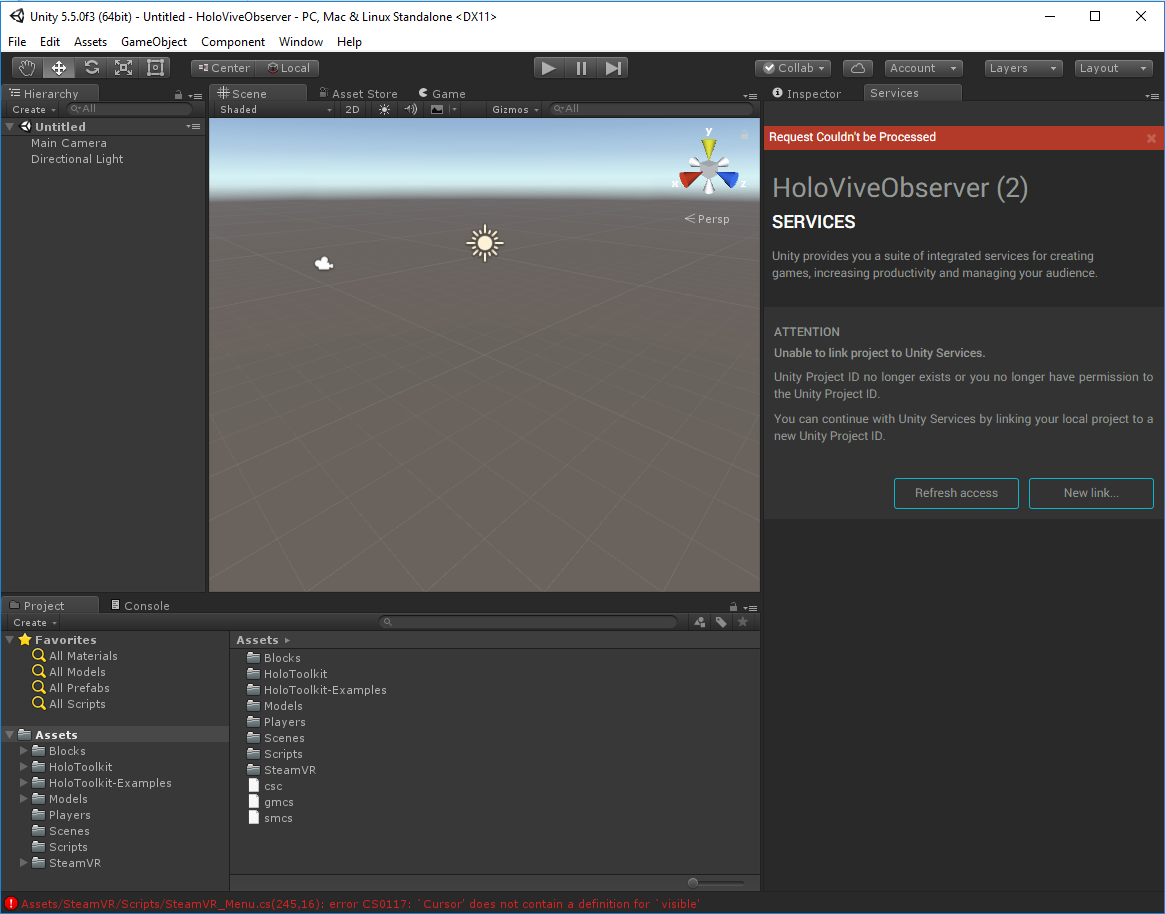 Unity 5.5.0f3 (64bit) - Untitled - HoloViveObserver - PC, Mac & Linux Standalone <DX11>
File Edit Assets GameObject Component Window Help
Center Local Collab Account Layers Layout
Hierarchy
Create All
Untitled
Main Camera
Directional Light
Scene Asset Store Game
Shaded 2D Gizmos All
y
x z
Persp
Inspector Services
Request Couldn't be Processed
HoloViveObserver (2)
SERVICES
Unity provides you a suite of integrated services for creating
games, increasing productivity and managing your audience.
ATTENTION
Unable to link project to Unity Services.
Unity Project ID no longer exists or you no longer have permission to
the Unity Project ID.
You can continue with Unity Services by linking your local project to a
new Unity Project ID.
Refresh access New link...
Project Console
Create
Favorites
All Materials
All Models
All Prefabs
All Scripts
Assets
Blocks
HoloToolkit
HoloToolkit-Examples
Models
Players
Scenes
Scripts
SteamVR
Assets
Blocks
HoloToolkit
HoloToolkit-Examples
Models
Players
Scenes
Scripts
SteamVR
csc
gmcs
smcs
Assets/SteamVR/Scripts/SteamVR_Menu.cs(245,16): error CS0117: `Cursor' does not contain a definition for `visible'